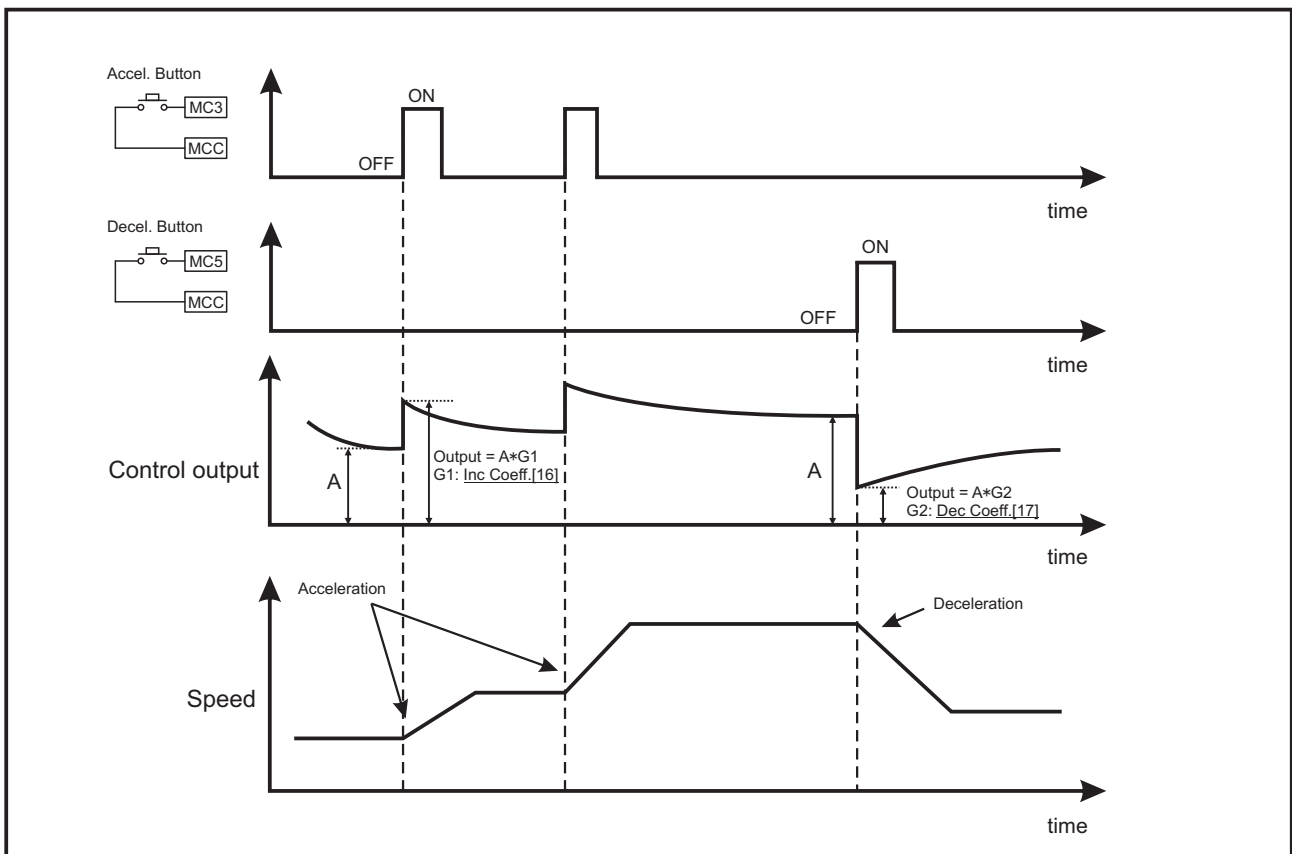 Accel. Button
MC3
MCC
ON
OFF
time
Decel. Button
MC5
MCC
ON
OFF
time
Control output
A
Output = A*G1
G1: Inc Coeff.[16]
A
Output = A*G2
G2: Dec Coeff.[17]
time
Acceleration
Deceleration
Speed
time